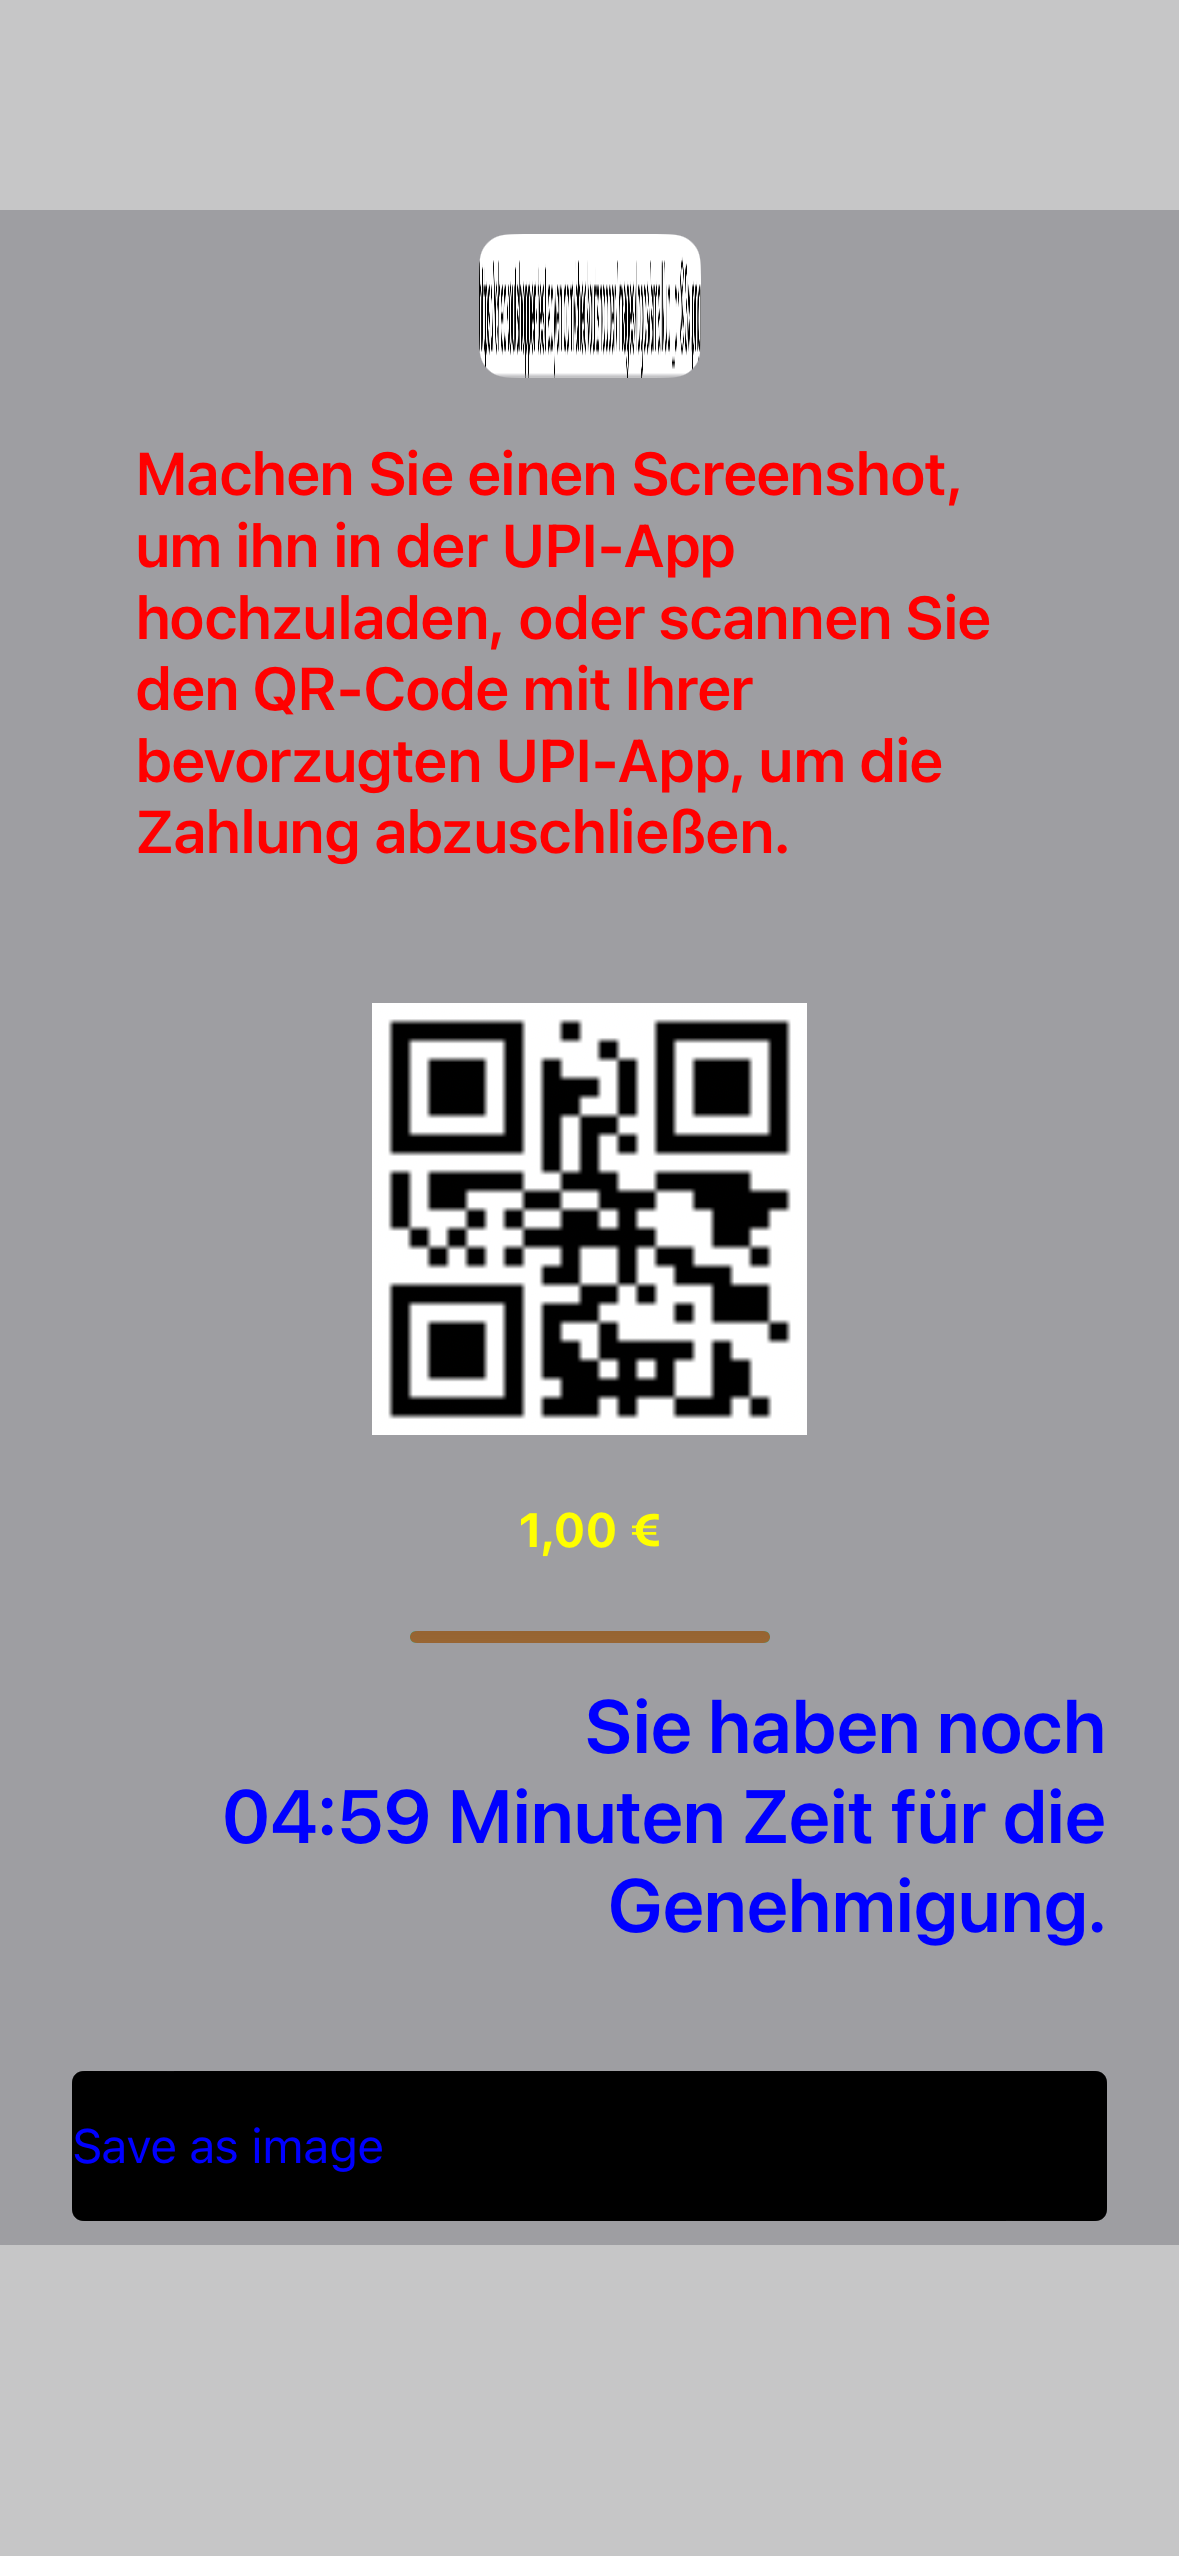 Machen Sie einen Screenshot,
um ihn in der UPI-App
hochzuladen, oder scannen Sie
den QR-Code mit Ihrer
bevorzugten UPI-App, um die
Zahlung abzuschließen.
1,00 €
Sie haben noch
04:59 Minuten Zeit für die
Genehmigung.
Save as image